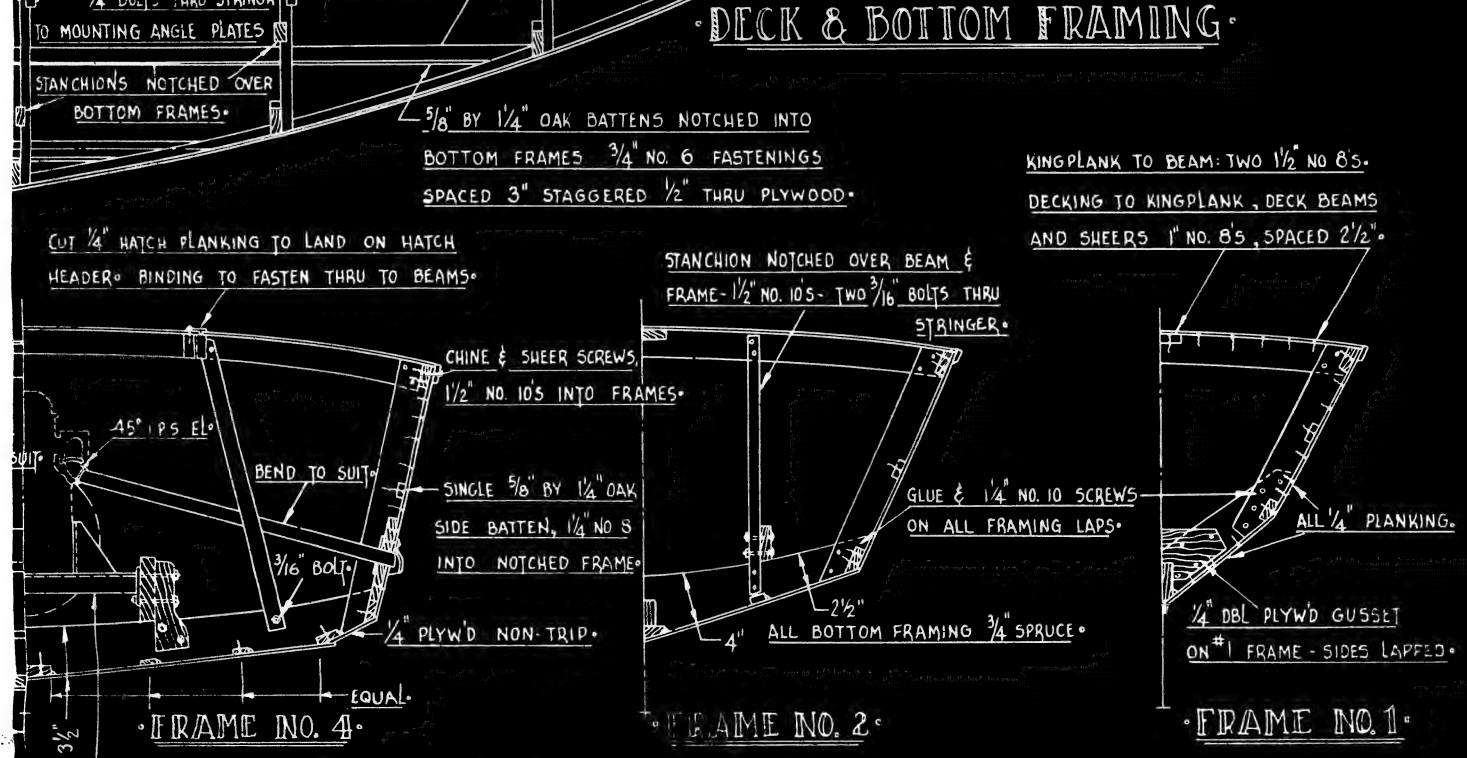 ¼" BOLTS THRU STRINGR
TO MOUNTING ANGLE PLATES
STANCHIONS NOTCHED OVER
BOTTOM FRAMES.
·DECK & BOTTOM FRAMING·
5/8" BY 1¼" OAK BATTENS NOTCHED INTO
BOTTOM FRAMES ¾" NO. 6 FASTENINGS
SPACED 3" STAGGERED ½" THRU PLYWOOD.
KINGPLANK TO BEAM: TWO 1½" NO 8'S.
DECKING TO KINGPLANK, DECK BEAMS
AND SHEERS 1" NO. 8'S, SPACED 2½".
CUT ¼" HATCH PLANKING TO LAND ON HATCH
HEADER. BINDING TO FASTEN THRU TO BEAMS.
STANCHION NOTCHED OVER BEAM &
FRAME - 1½" NO. 10'S - TWO 3/16" BOLTS THRU
STRINGER.
CHINE & SHEER SCREWS,
1½" NO. 10'S INTO FRAMES.
45° I.P.S EL.
SUIT.
BEND TO SUIT.
SINGLE 5/8" BY 1¼" OAK
SIDE BATTEN, 1¼" NO 8
INTO NOTCHED FRAME.
3/16" BOLT.
GLUE & 1¼" NO. 10 SCREWS
ON ALL FRAMING LAPS.
ALL ¼" PLANKING.
¼" PLYW'D NON-TRIP.
2½"
4"
ALL BOTTOM FRAMING ¾" SPRUCE.
¼" DBL PLYW'D GUSSET
ON #1 FRAME - SIDES LAPPED.
EQUAL.
3½"
·FRAME NO. 4·
·FRAME NO. 2·
·FRAME NO. 1·